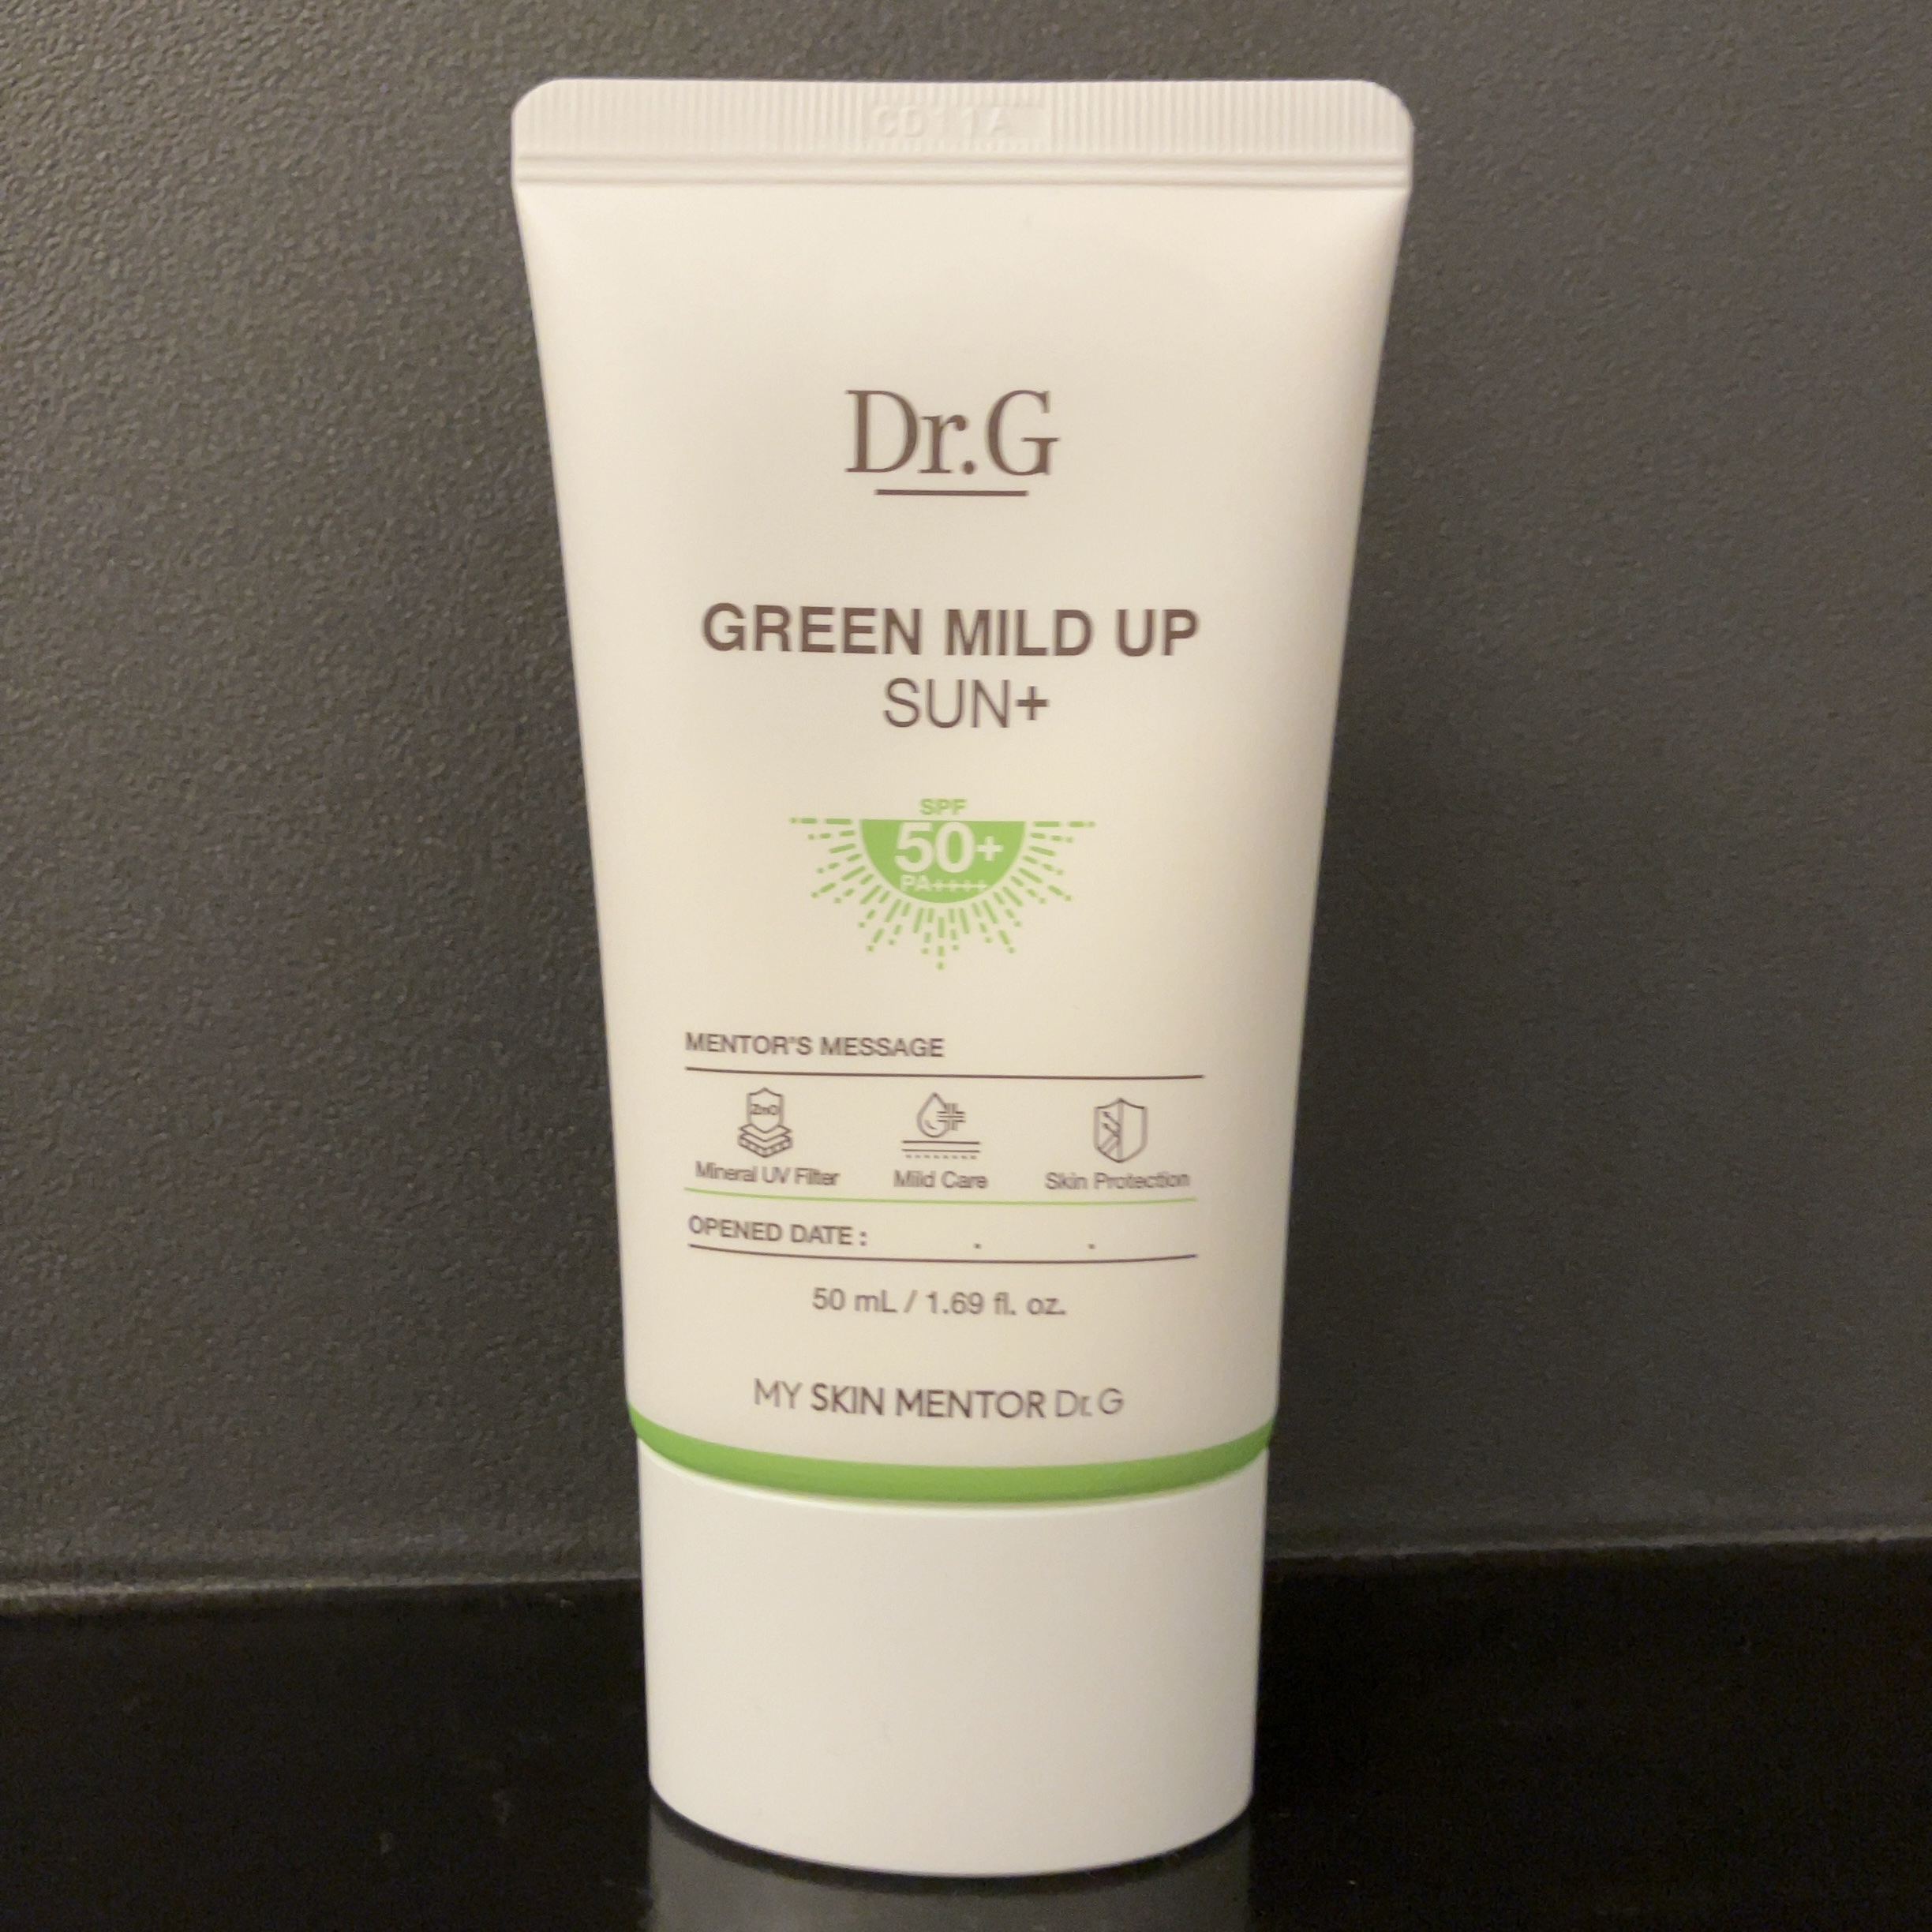 CD11A
Dr.G
GREEN MILD UP
SUN+
SPF
50+
PA++++
MENTOR'S MESSAGE
ZnO
Mineral UV Filter Mild Care Skin Protection
OPENED DATE : . .
50 mL / 1.69 fl. oz.
MY SKIN MENTOR Dr.G